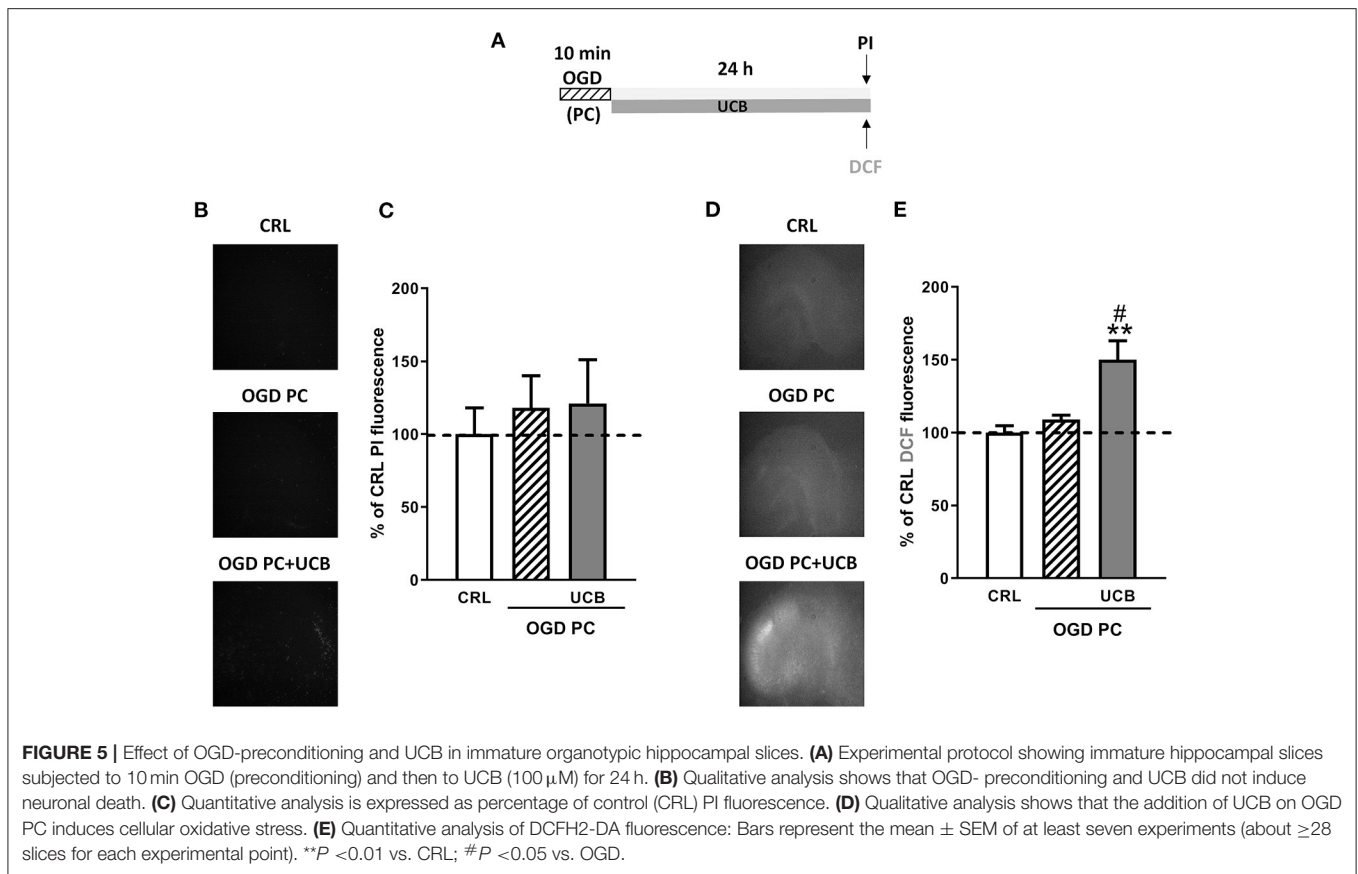 A
10 min
OGD
(PC)
24 h
UCB
PI
DCF
B
CRL
OGD PC
OGD PC+UCB
C
% of CRL PI fluorescence
200
150
100
50
0
CRL
UCB
OGD PC
D
CRL
OGD PC
OGD PC+UCB
E
% of CRL DCF fluorescence
200
150
100
50
0
#
**
CRL
UCB
OGD PC
FIGURE 5 | Effect of OGD-preconditioning and UCB in immature organotypic hippocampal slices. (A) Experimental protocol showing immature hippocampal slices
subjected to 10 min OGD (preconditioning) and then to UCB (100 μM) for 24 h. (B) Qualitative analysis shows that OGD- preconditioning and UCB did not induce
neuronal death. (C) Quantitative analysis is expressed as percentage of control (CRL) PI fluorescence. (D) Qualitative analysis shows that the addition of UCB on OGD
PC induces cellular oxidative stress. (E) Quantitative analysis of DCFH2-DA fluorescence: Bars represent the mean ± SEM of at least seven experiments (about ≥28
slices for each experimental point). **P <0.01 vs. CRL; #P <0.05 vs. OGD.